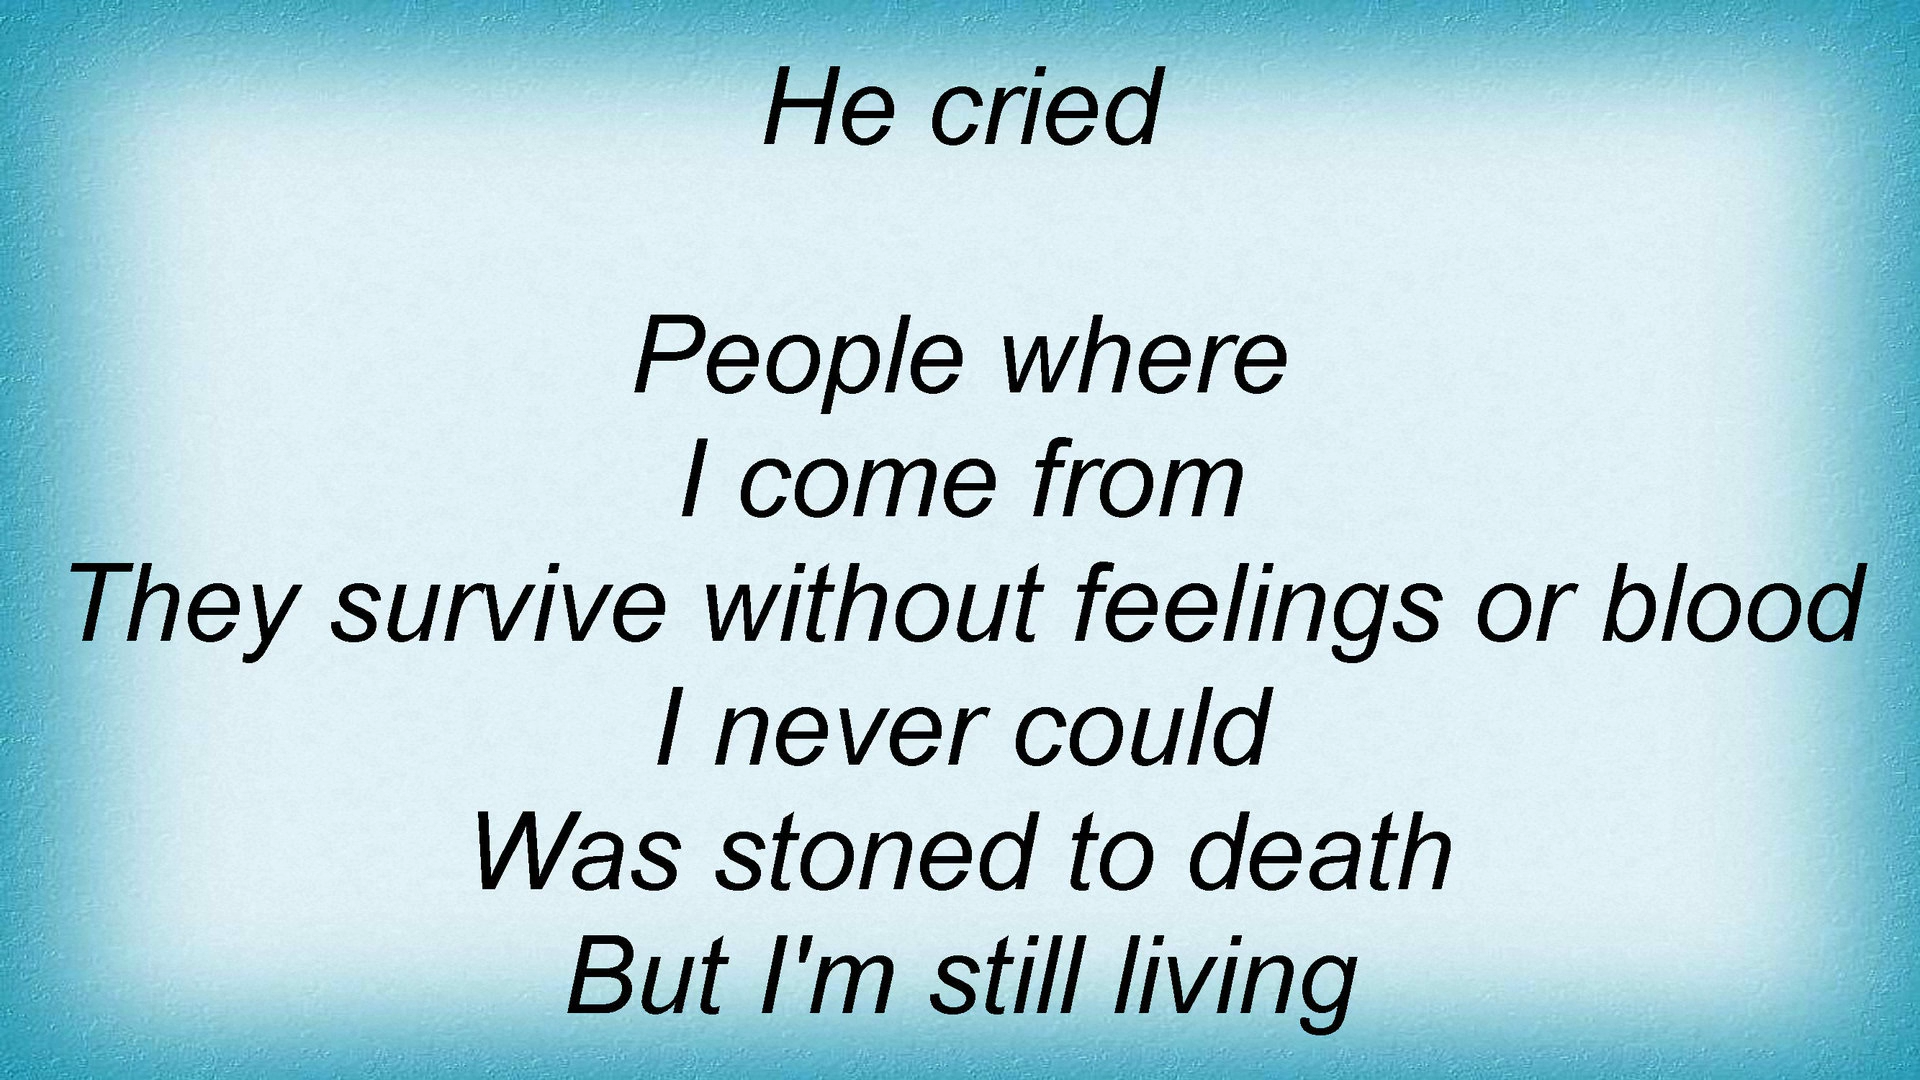 He cried
People where
I come from
They survive without feelings or blood
I never could
Was stoned to death
But I'm still living